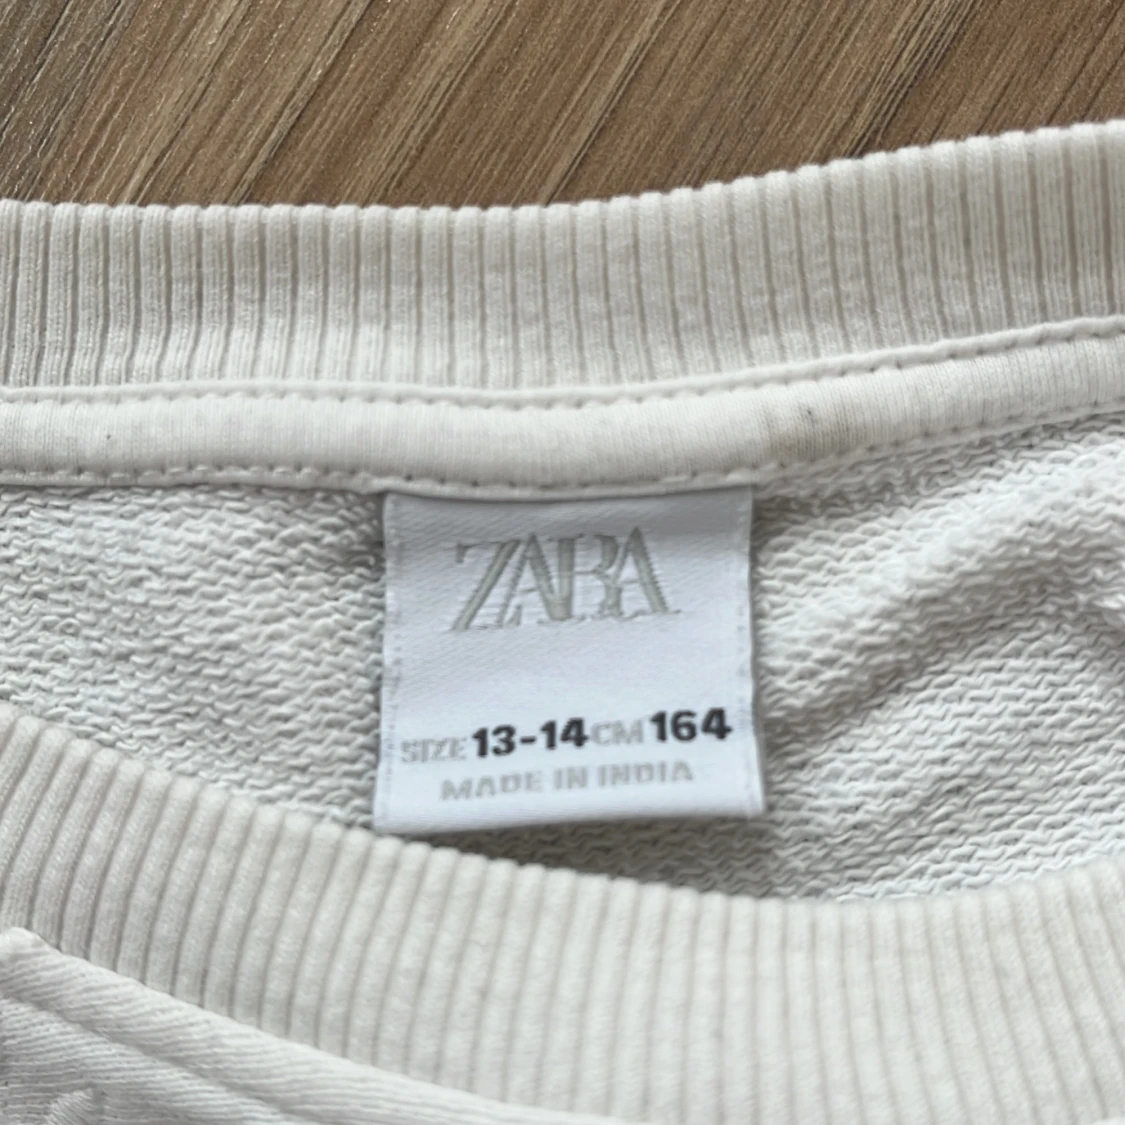 ZARA
SIZE 13-14 CM 164
MADE IN INDIA